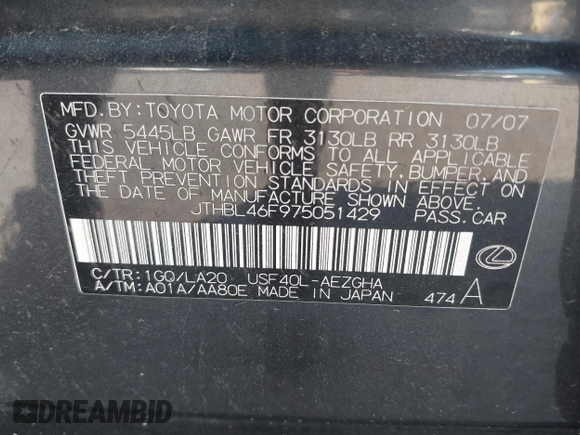 MFD.BY:TOYOTA MOTOR CORPORATION 07/07
GVWR 5445LB GAWR FR 3130LB RR 3130LB
THIS VEHICLE CONFORMS TO ALL APPLICABLE
FEDERAL MOTOR VEHICLE SAFETY,BUMPER,AND
THEFT PREVENTION STANDARDS IN EFFECT ON
THE DATE OF MANUFACTURE SHOWN ABOVE.
JTHBL46F975051429 PASS.CAR
C/TR:1G0/LA20 USF40L-AEZGHA
A/TM:A01A/AA80E MADE IN JAPAN 474A
DREAMBID